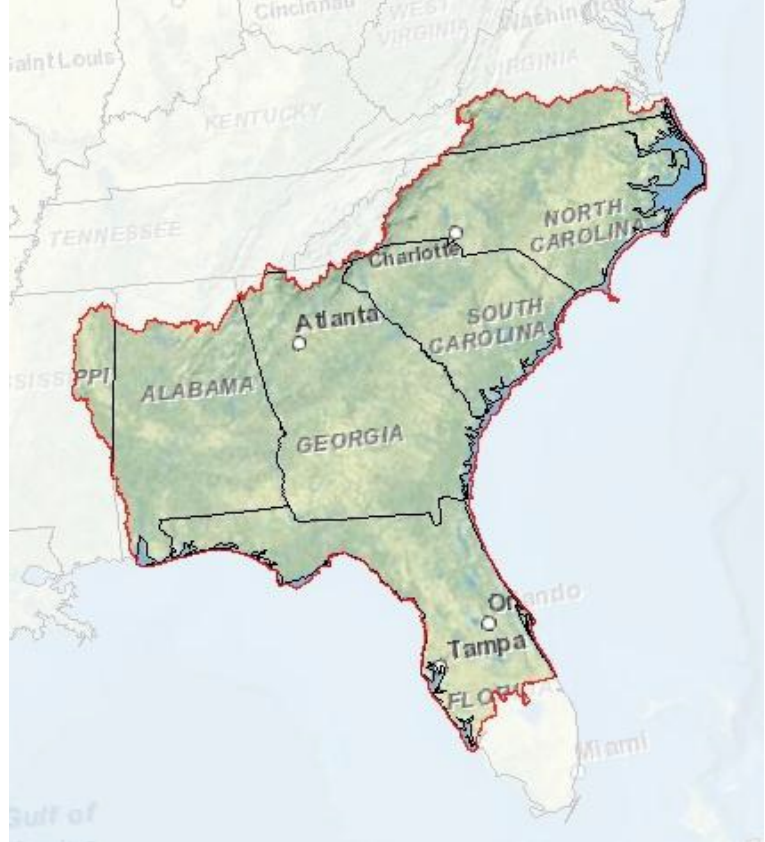 Cincinnati
WEST
VIRGINIA
Washington
Saint Louis
VIRGINIA
KENTUCKY
TENNESSEE
NORTH
CAROLINA
Charlotte
SOUTH
CAROLINA
Atlanta
SSISSIPPI
ALABAMA
GEORGIA
Orlando
Tampa
FLORIDA
Miami
Gulf of